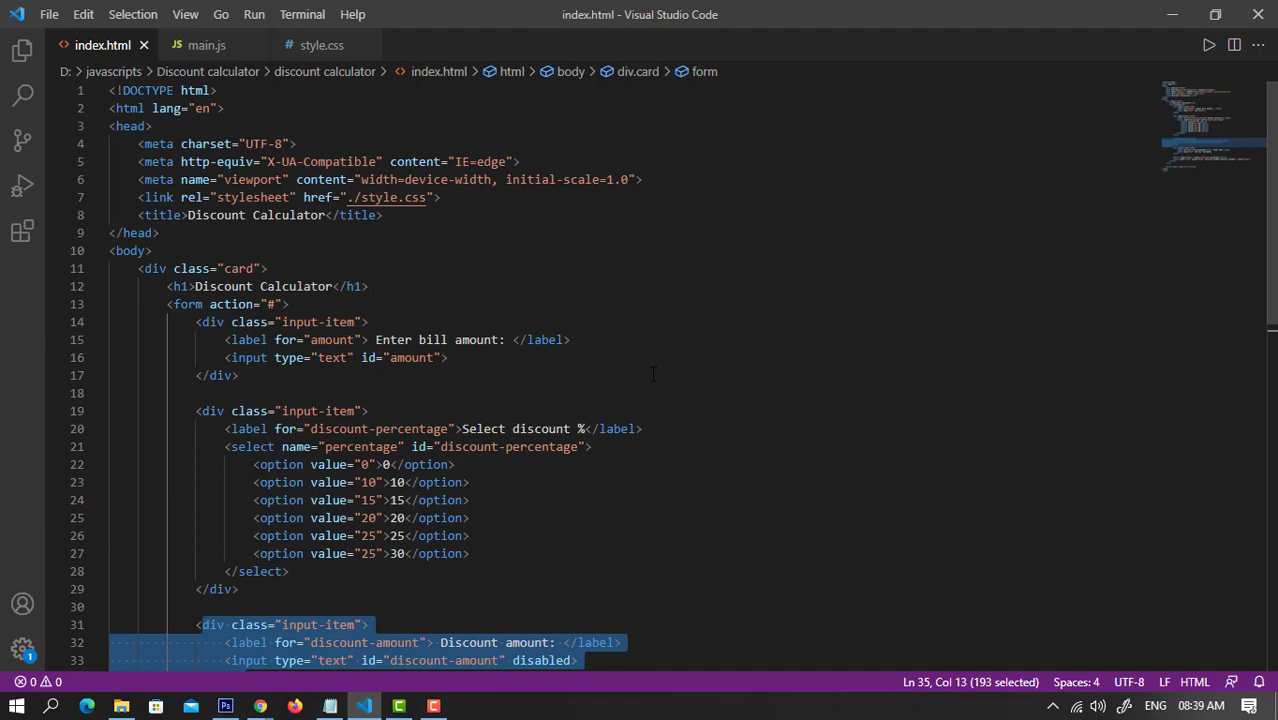 File Edit Selection View Go Run Terminal Help index.html - Visual Studio Code
index.html main.js style.css
D: javascripts Discount calculator discount calculator index.html html body div.card form
1 <!DOCTYPE html>
2 <html lang="en">
3 <head>
4 <meta charset="UTF-8">
5 <meta http-equiv="X-UA-Compatible" content="IE=edge">
6 <meta name="viewport" content="width=device-width, initial-scale=1.0">
7 <link rel="stylesheet" href="./style.css">
8 <title>Discount Calculator</title>
9 </head>
10 <body>
11 <div class="card">
12 <h1>Discount Calculator</h1>
13 <form action="#">
14 <div class="input-item">
15 <label for="amount"> Enter bill amount: </label>
16 <input type="text" id="amount">
17 </div>
18
19 <div class="input-item">
20 <label for="discount-percentage">Select discount %</label>
21 <select name="percentage" id="discount-percentage">
22 <option value="0">0</option>
23 <option value="10">10</option>
24 <option value="15">15</option>
25 <option value="20">20</option>
26 <option value="25">25</option>
27 <option value="25">30</option>
28 </select>
29 </div>
30
31 <div class="input-item">
32 <label for="discount-amount"> Discount amount: </label>
33 <input type="text" id="discount-amount" disabled>
1
0 0 Ln 35, Col 13 (193 selected) Spaces: 4 UTF-8 LF HTML
Ps C C ENG 08:39 AM